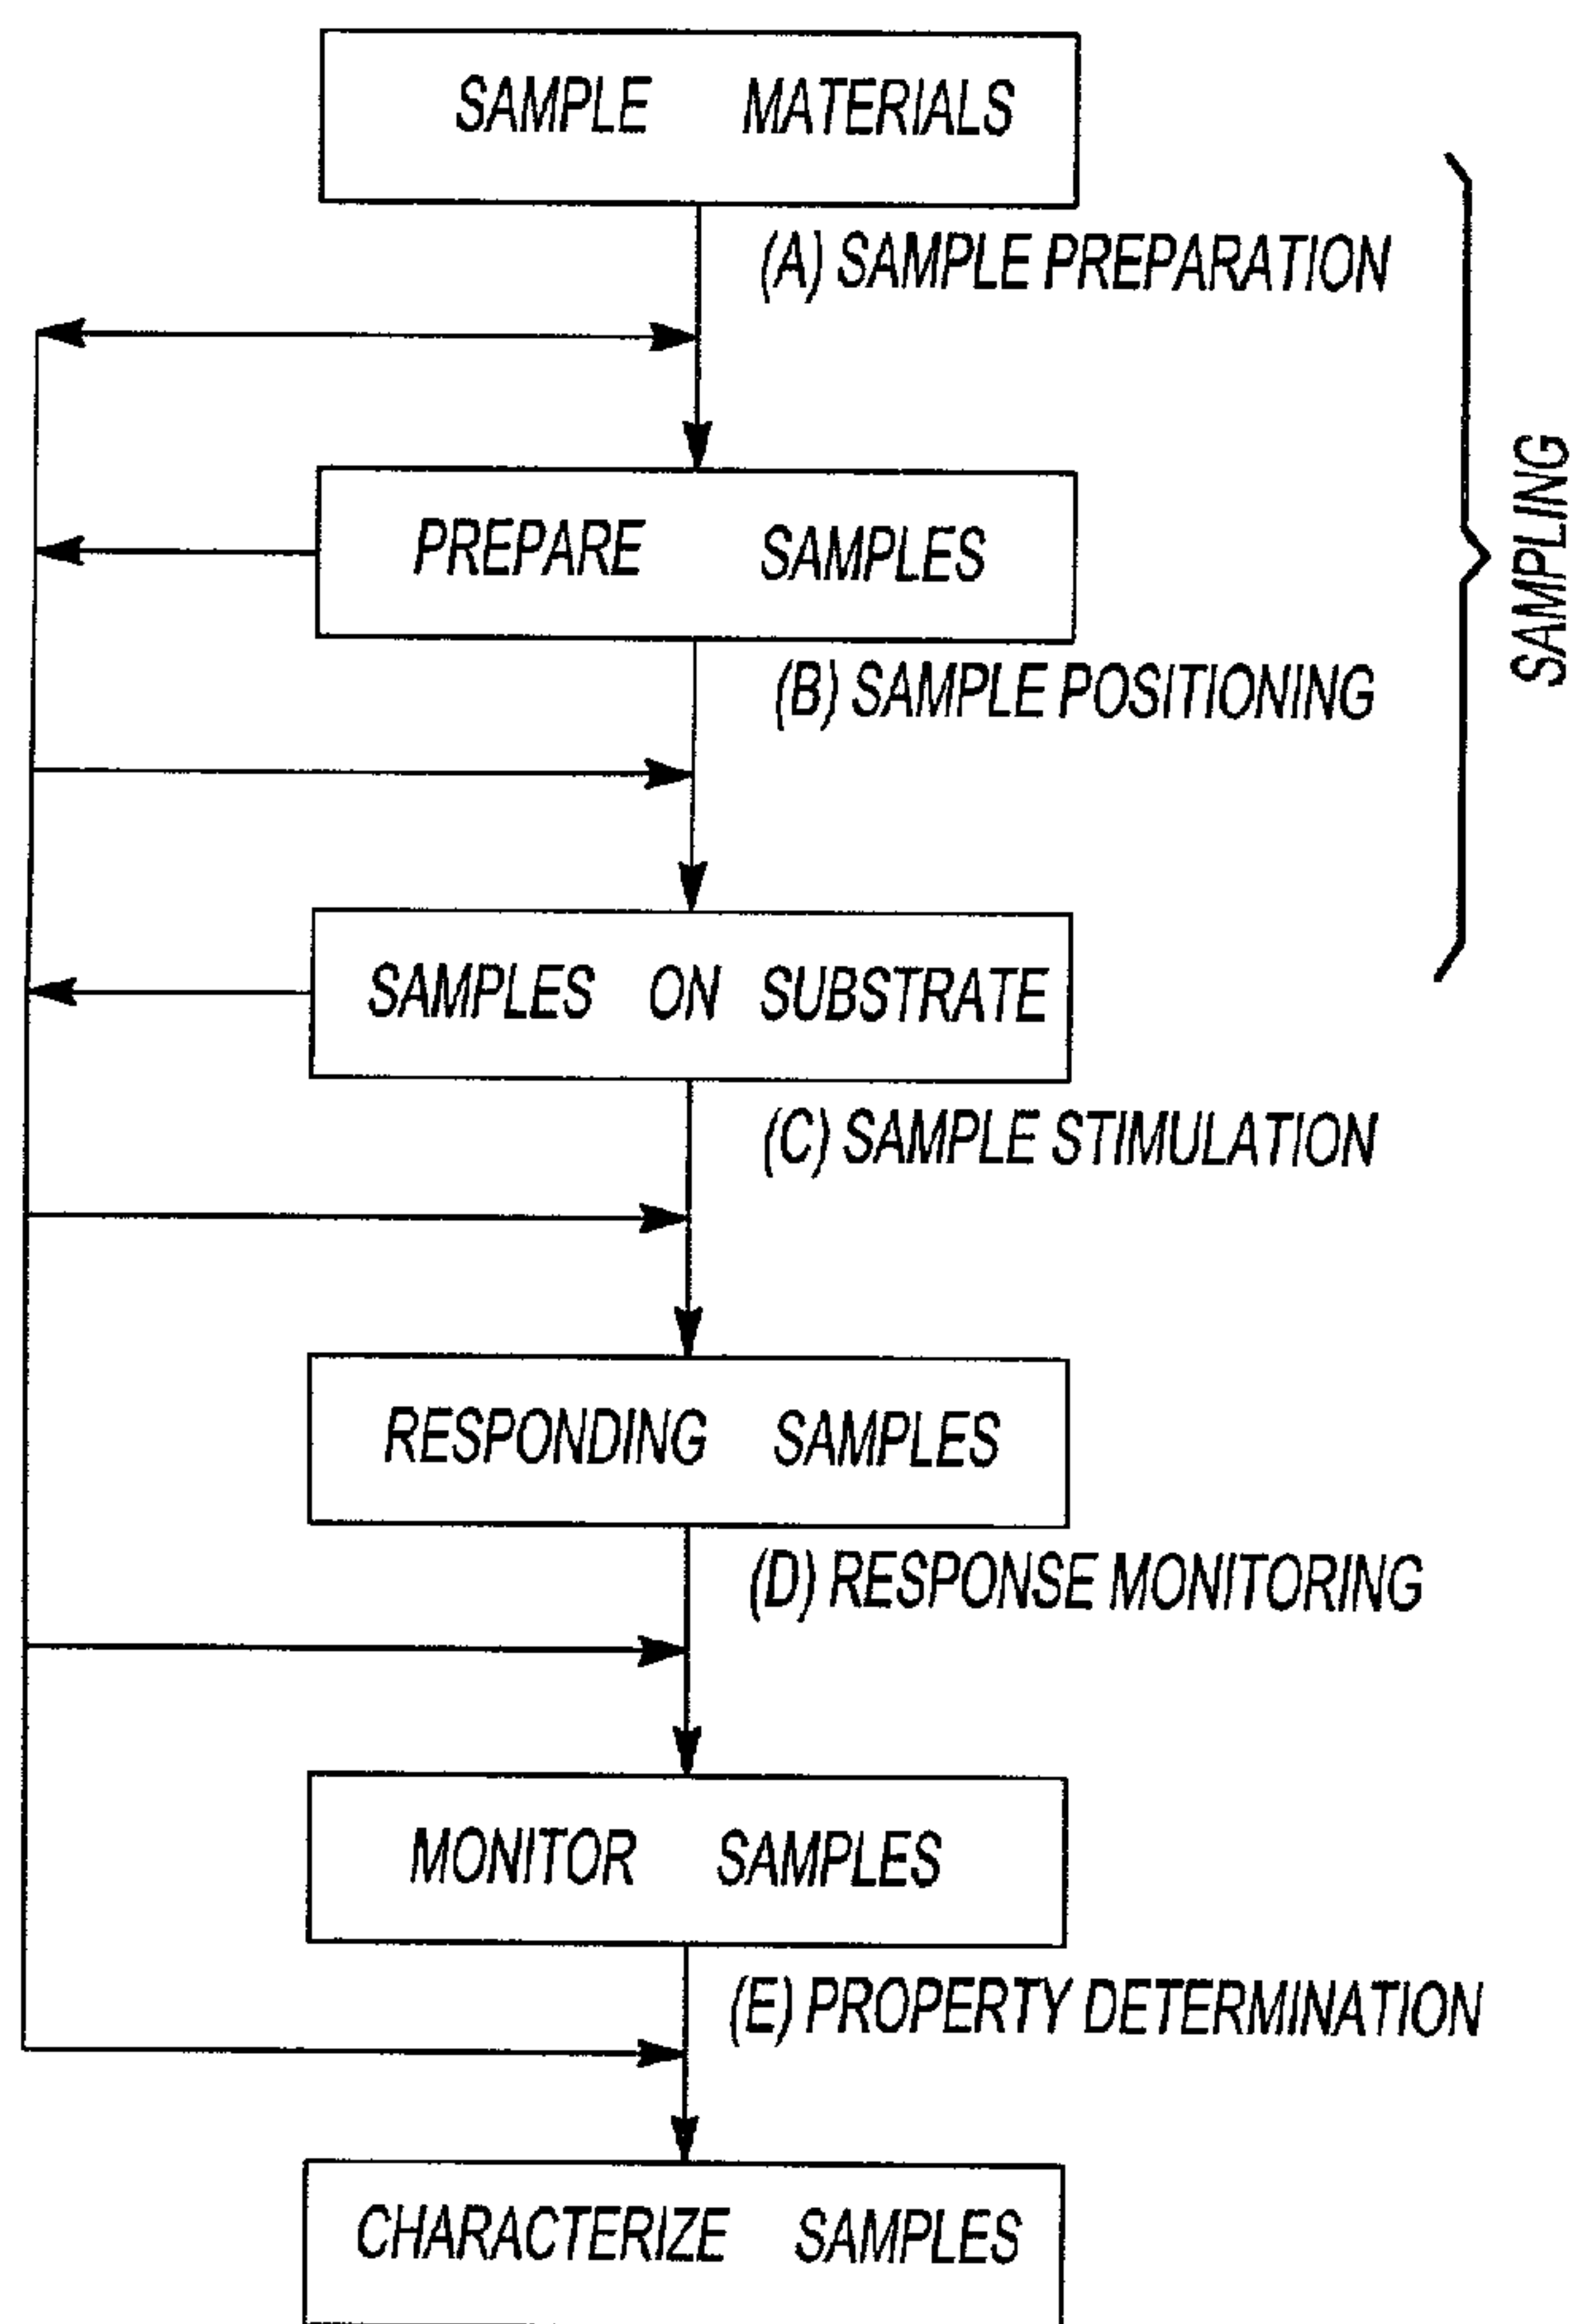 SAMPLE MATERIALS
(A) SAMPLE PREPARATION
PREPARE SAMPLES
(B) SAMPLE POSITIONING
SAMPLING
SAMPLES ON SUBSTRATE
(C) SAMPLE STIMULATION
RESPONDING SAMPLES
(D) RESPONSE MONITORING
MONITOR SAMPLES
(E) PROPERTY DETERMINATION
CHARACTERIZE SAMPLES